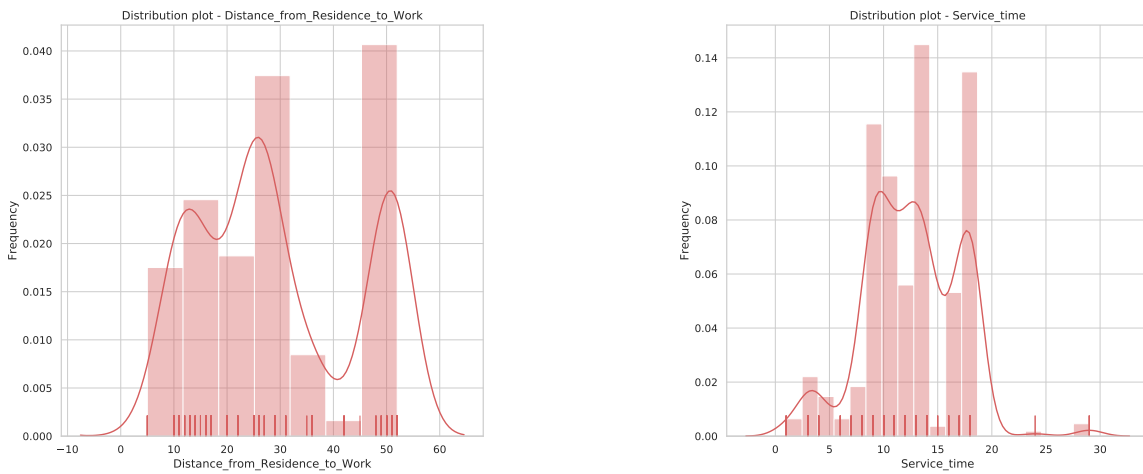 Distribution plot - Distance_from_Residence_to_Work
0.040
0.035
0.030
0.025
0.020
0.015
0.010
0.005
0.000
Frequency
−10 0 10 20 30 40 50 60
Distance_from_Residence_to_Work
Distribution plot - Service_time
0.14
0.12
0.10
0.08
0.06
0.04
0.02
0.00
Frequency
0 5 10 15 20 25 30
Service_time